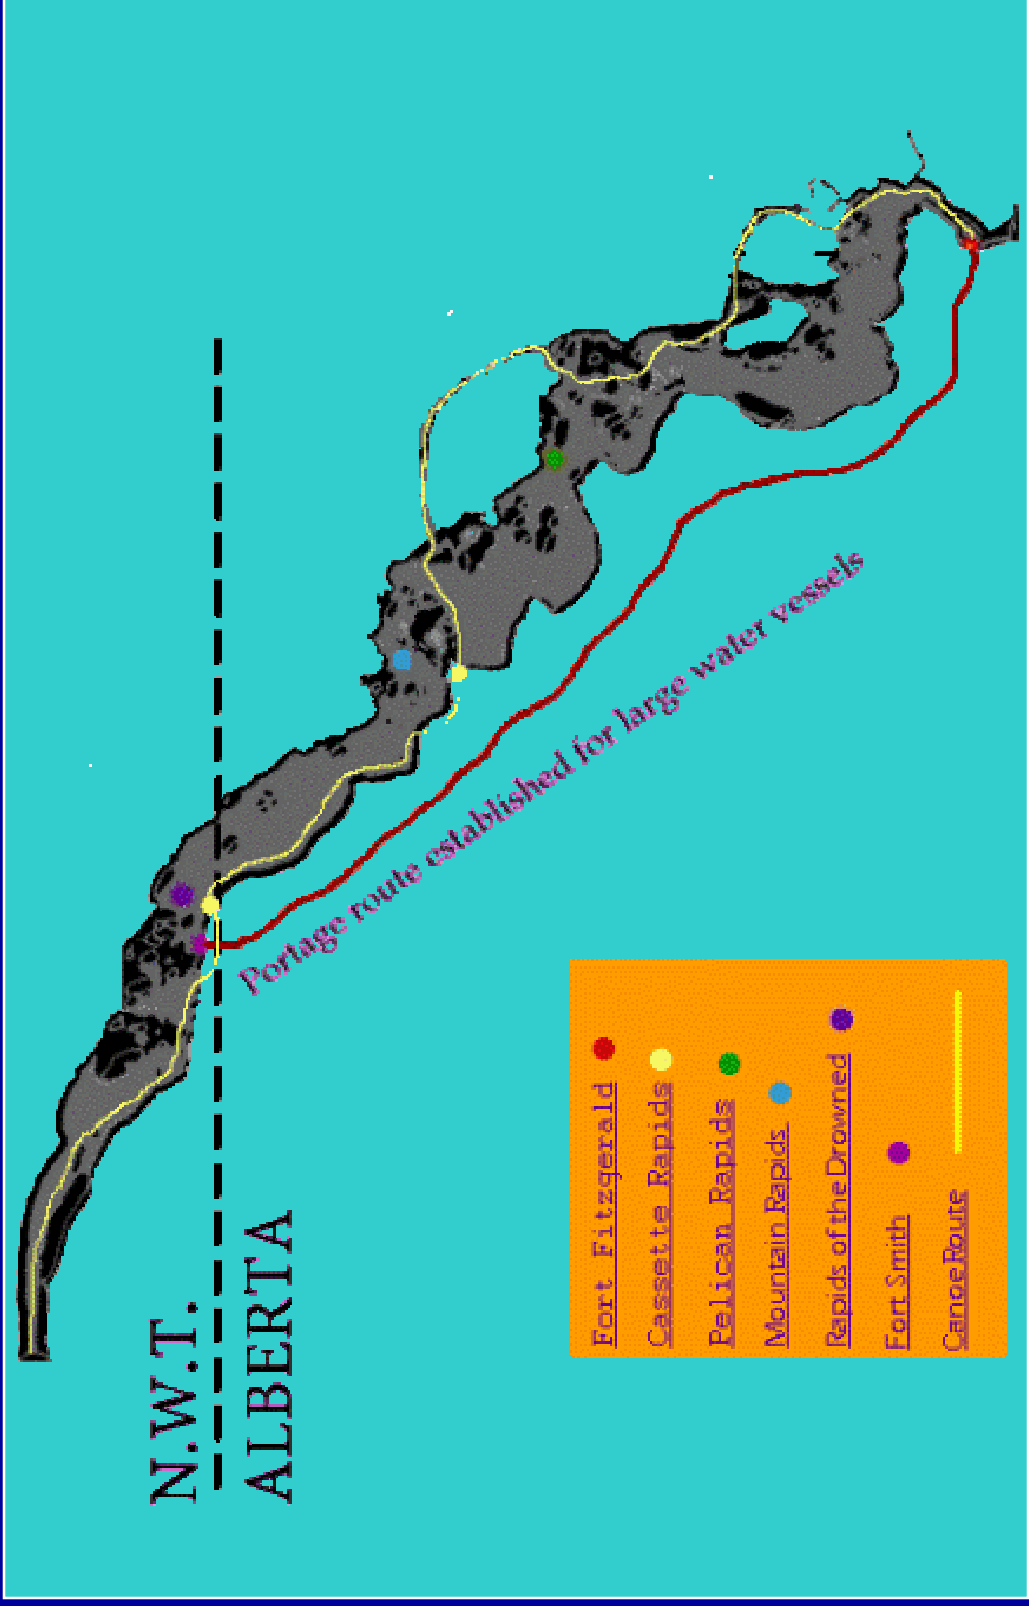 N.W.T.
ALBERTA
Portage route established for large water vessels
Fort Fitzgerald
Cassette Rapids
Pelican Rapids
Mountain Rapids
Rapids of the Drowned
Fort Smith
Canoe Route